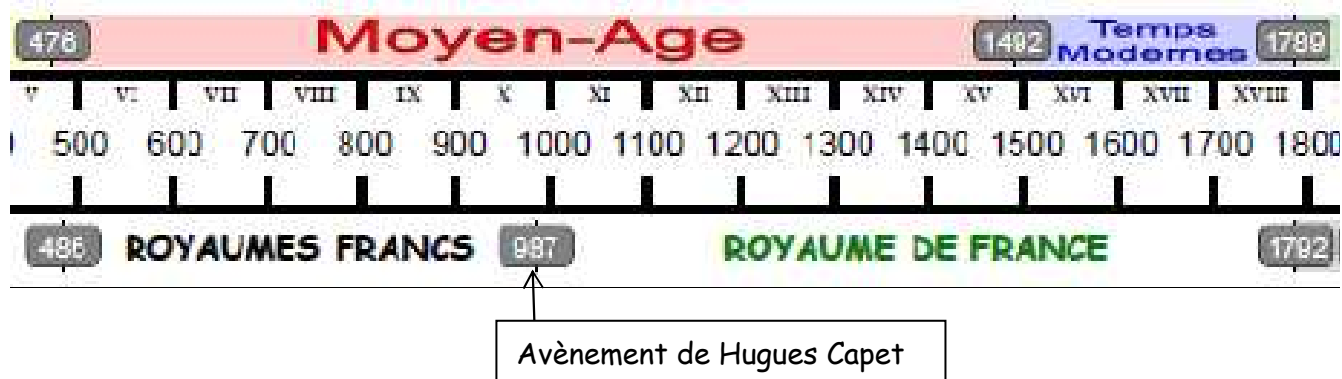 476 Moyen-Age 1492 Temps Modernes 1789
V VI VII VIII IX X XI XII XIII XIV XV XVI XVII XVIII
500 600 700 800 900 1000 1100 1200 1300 1400 1500 1600 1700 1800
486 ROYAUMES FRANCS 987 ROYAUME DE FRANCE 1792
Avènement de Hugues Capet